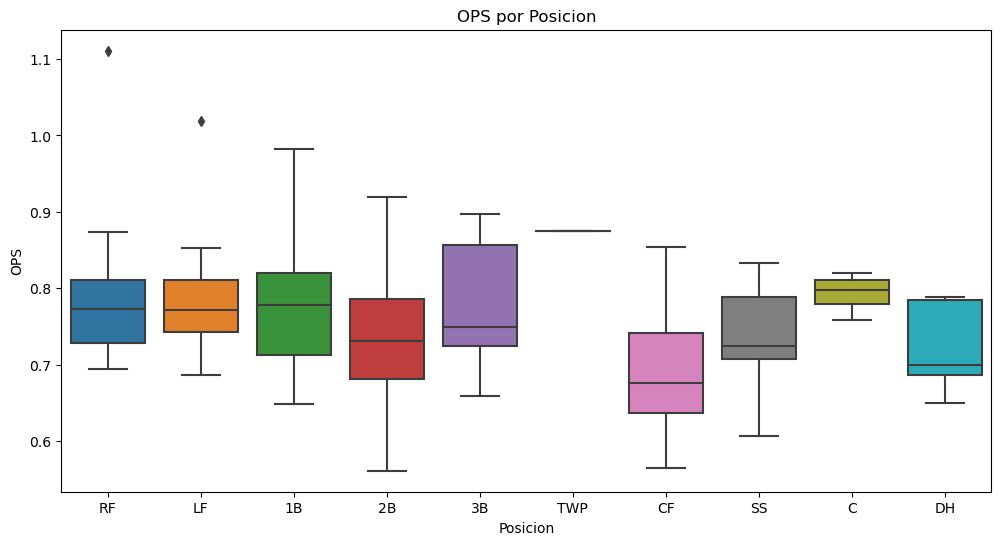 OPS por Posicion
OPS
1.1
1.0
0.9
0.8
0.7
0.6
RF LF 1B 2B 3B TWP CF SS C DH
Posicion